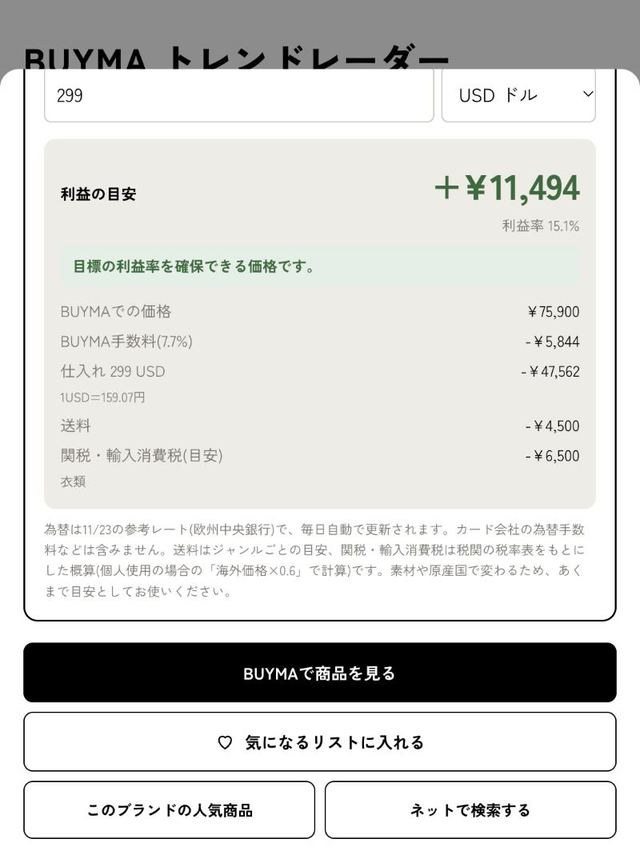 BUYMA トレンドレーダー
299
USD ドル
利益の目安
+¥11,494
利益率 15.1%
目標の利益率を確保できる価格です。
BUYMAでの価格
¥75,900
BUYMA手数料(7.7%)
-¥5,844
仕入れ 299 USD
-¥47,562
1USD=159.07円
送料
-¥4,500
関税・輸入消費税(目安)
-¥6,500
衣類
為替は11/23の参考レート(欧州中央銀行)で、毎日自動で更新されます。カード会社の為替手数
料などは含みません。送料はジャンルごとの目安、関税・輸入消費税は税関の税率表をもとに
した概算(個人使用の場合の「海外価格×0.6」で計算)です。素材や原産国で変わるため、あく
まで目安としてお使いください。
BUYMAで商品を見る
♡ 気になるリストに入れる
このブランドの人気商品
ネットで検索する